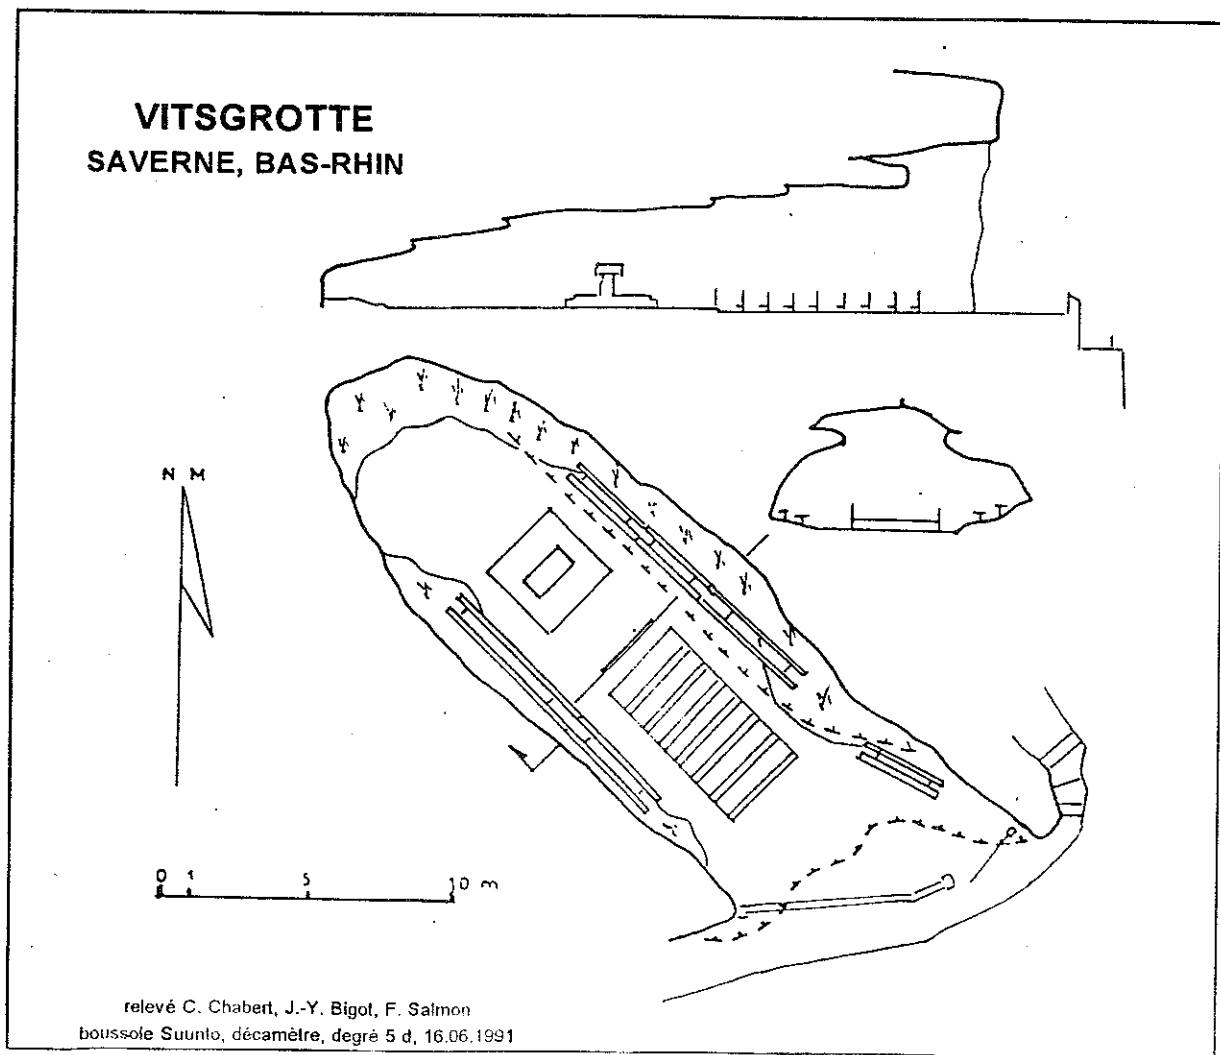 VITSGROTTE
SAVERNE, BAS-RHIN
N M
0 1 5 10 m
relevé C. Chabert, J.-Y. Bigot, F. Salmon
boussole Suunto, décamètre, degré 5 d, 16.06.1991